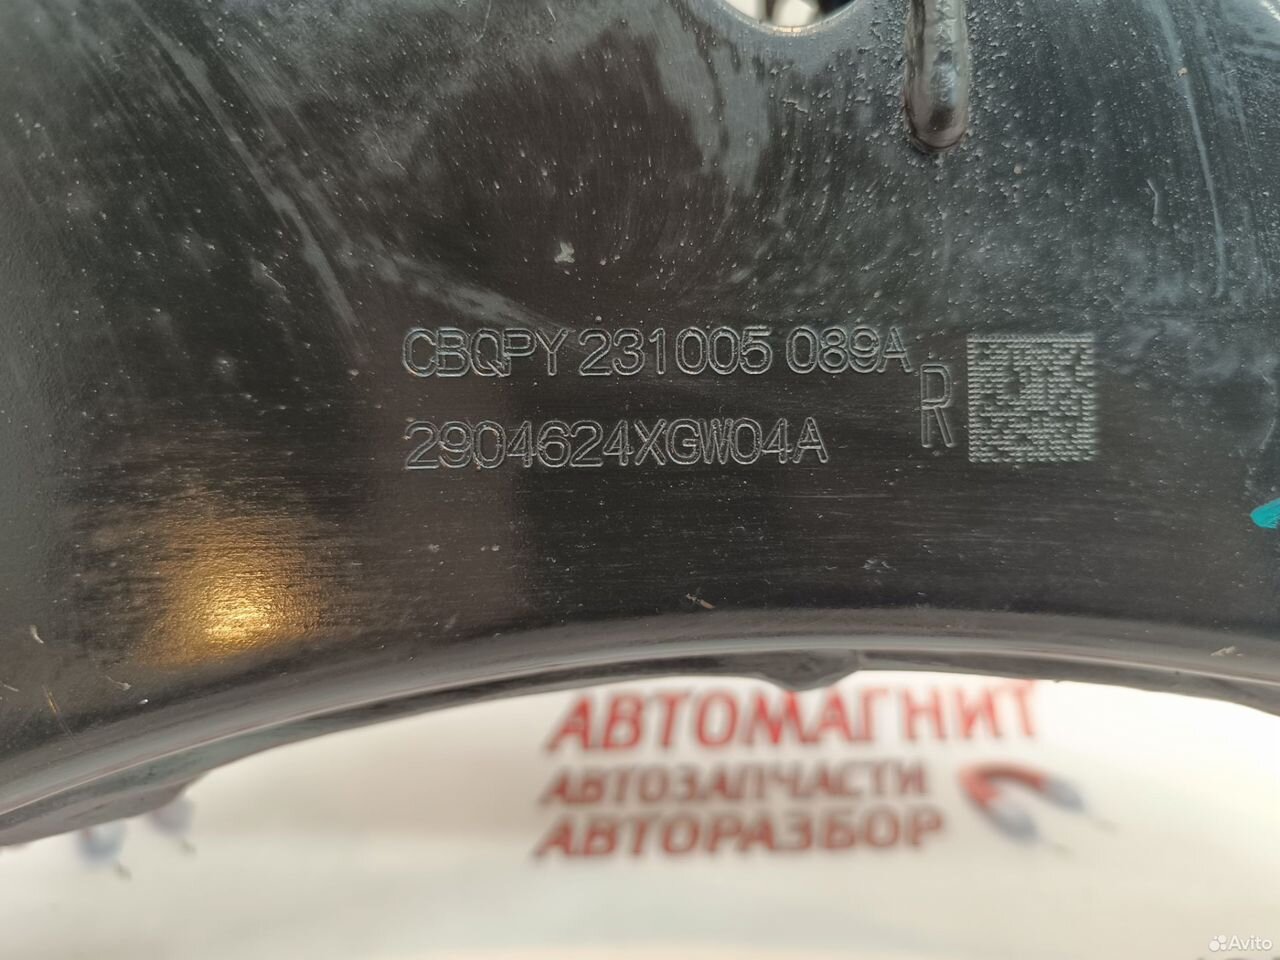 CBQPY 231005 089A
R
2904624XGW04A
АВТОМАГНИТ
АВТОЗАПЧАСТИ
АВТОРАЗБОР
Avito